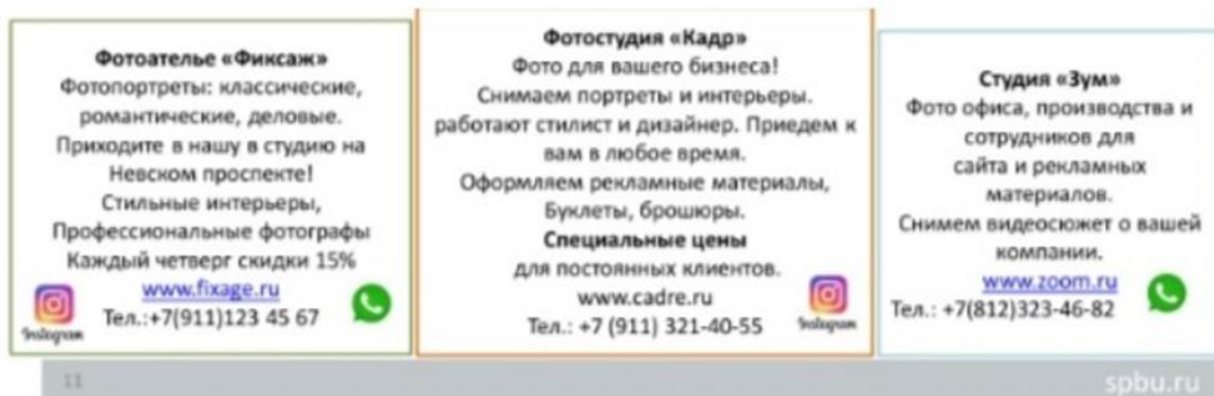 Фотоателье «Фиксаж»
Фотопортреты: классические,
романтические, деловые.
Приходите в нашу в студию на
Невском проспекте!
Стильные интерьеры,
Профессиональные фотографы
Каждый четверг скидки 15%
www.fixage.ru
Тел.:+7(911)123 45 67
Instagram
Фотостудия «Кадр»
Фото для вашего бизнеса!
Снимаем портреты и интерьеры.
работают стилист и дизайнер. Приедем к
вам в любое время.
Оформляем рекламные материалы,
Буклеты, брошюры.
Специальные цены
для постоянных клиентов.
www.cadre.ru
Тел.: +7 (911) 321-40-55
Instagram
Студия «Зум»
Фото офиса, производства и
сотрудников для
сайта и рекламных
материалов.
Снимем видеосюжет о вашей
компании.
www.zoom.ru
Тел.: +7(812)323-46-82
11
spbu.ru